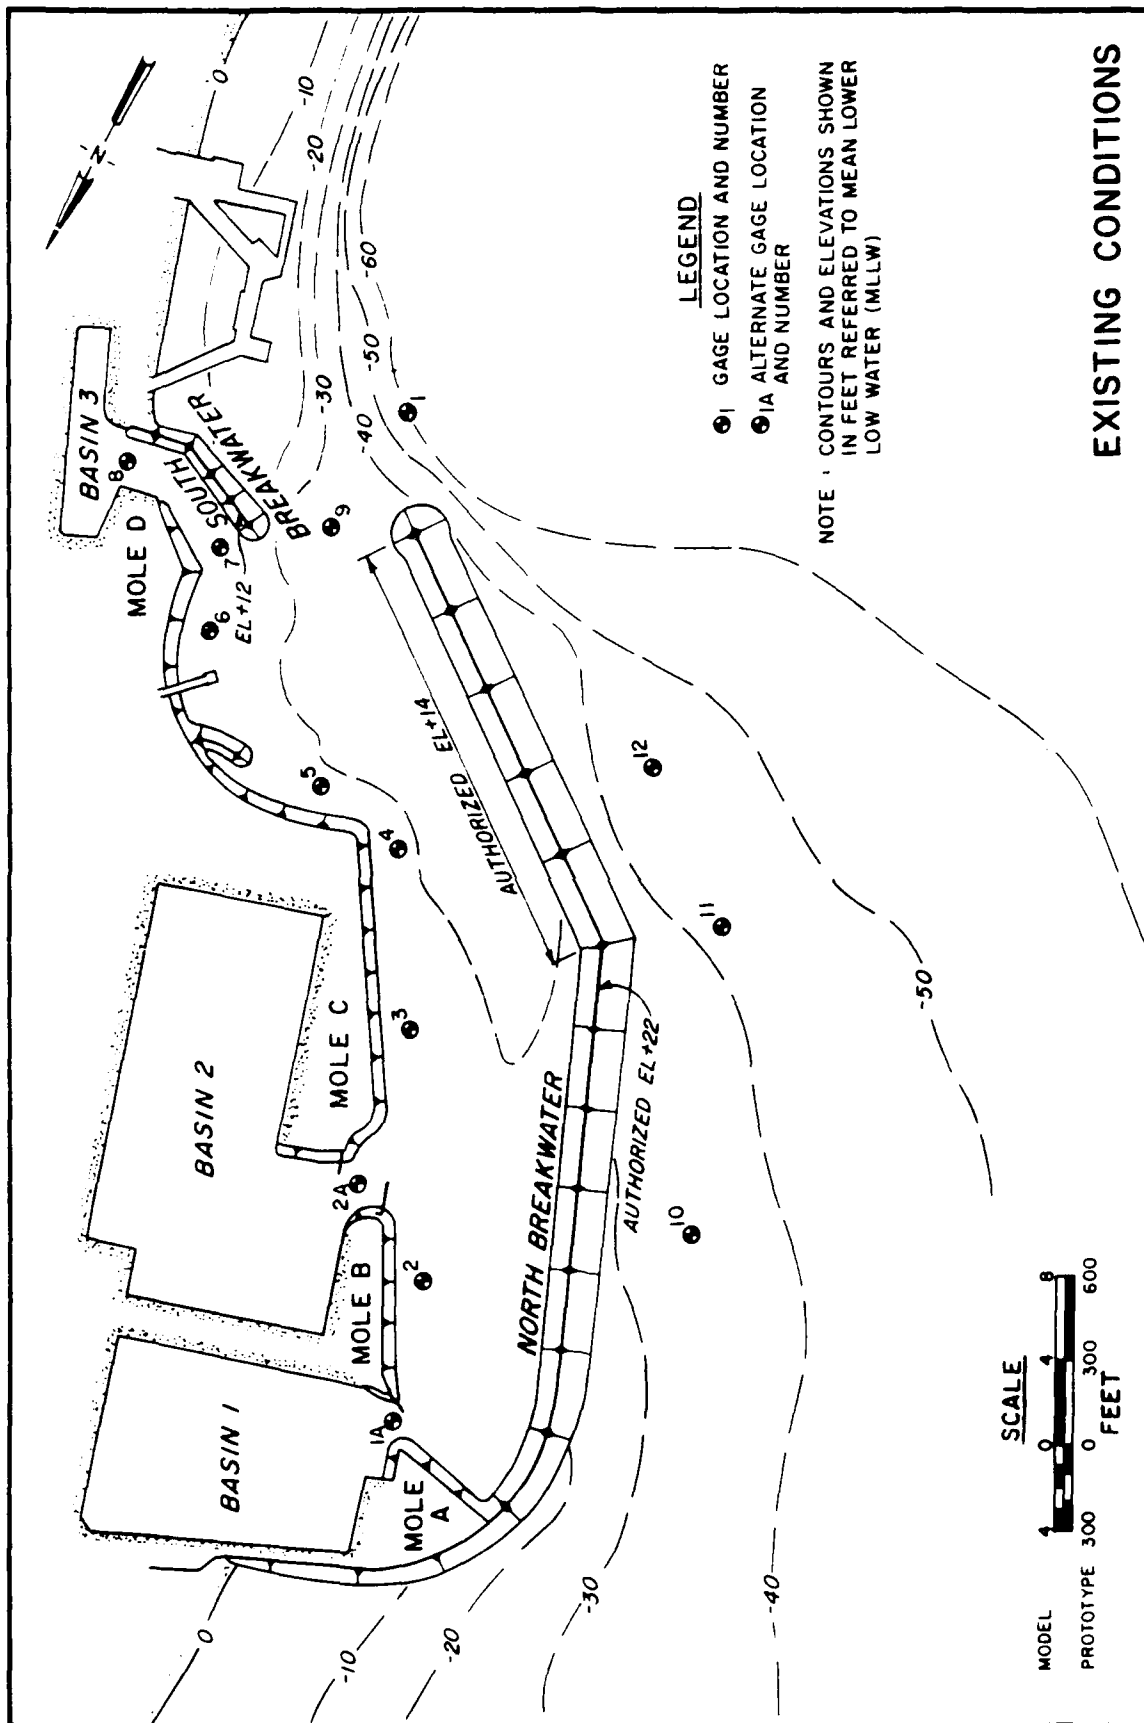 N
0
-10
-20
-30
-40
-50
-60
BASIN 3
8
MOLE D
SOUTH
BREAKWATER
7
EL+12
6
9
1
5
4
AUTHORIZED EL+14
12
11
3
MOLE C
BASIN 2
2A
MOLE B
2
NORTH BREAKWATER
AUTHORIZED EL+22
10
-50
BASIN 1
1A
MOLE
A
0
-10
-20
-30
-40
LEGEND
1 GAGE LOCATION AND NUMBER
1A ALTERNATE GAGE LOCATION
AND NUMBER
NOTE : CONTOURS AND ELEVATIONS SHOWN
IN FEET REFERRED TO MEAN LOWER
LOW WATER (MLLW)
SCALE
MODEL 4 0 4 8
PROTOTYPE 300 0 300 600
FEET
EXISTING CONDITIONS